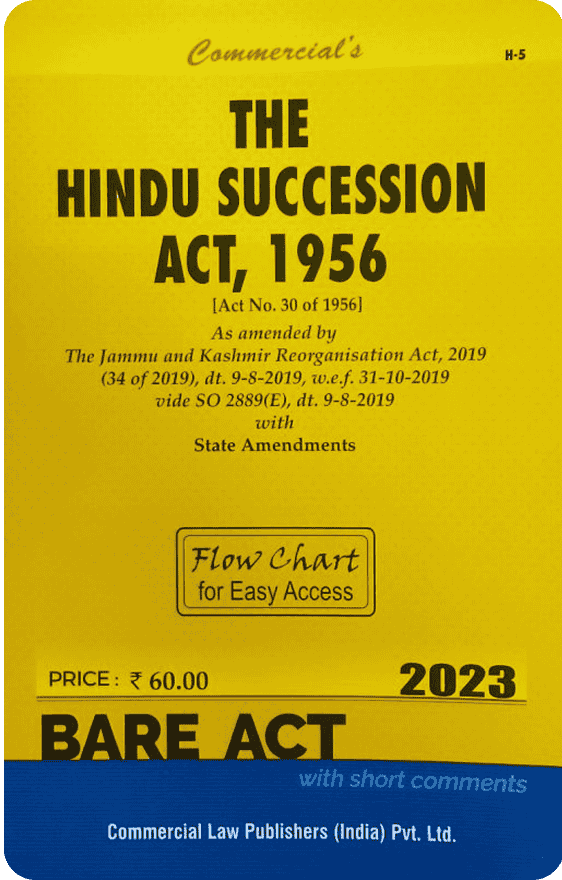 Commercial's
H-5
THE
HINDU SUCCESSION
ACT, 1956
[Act No. 30 of 1956]
As amended by
The Jammu and Kashmir Reorganisation Act, 2019
(34 of 2019), dt. 9-8-2019, w.e.f. 31-10-2019
vide SO 2889(E), dt. 9-8-2019
with
State Amendments
Flow Chart
for Easy Access
PRICE : ₹ 60.00
2023
BARE ACT
with short comments
Commercial Law Publishers (India) Pvt. Ltd.